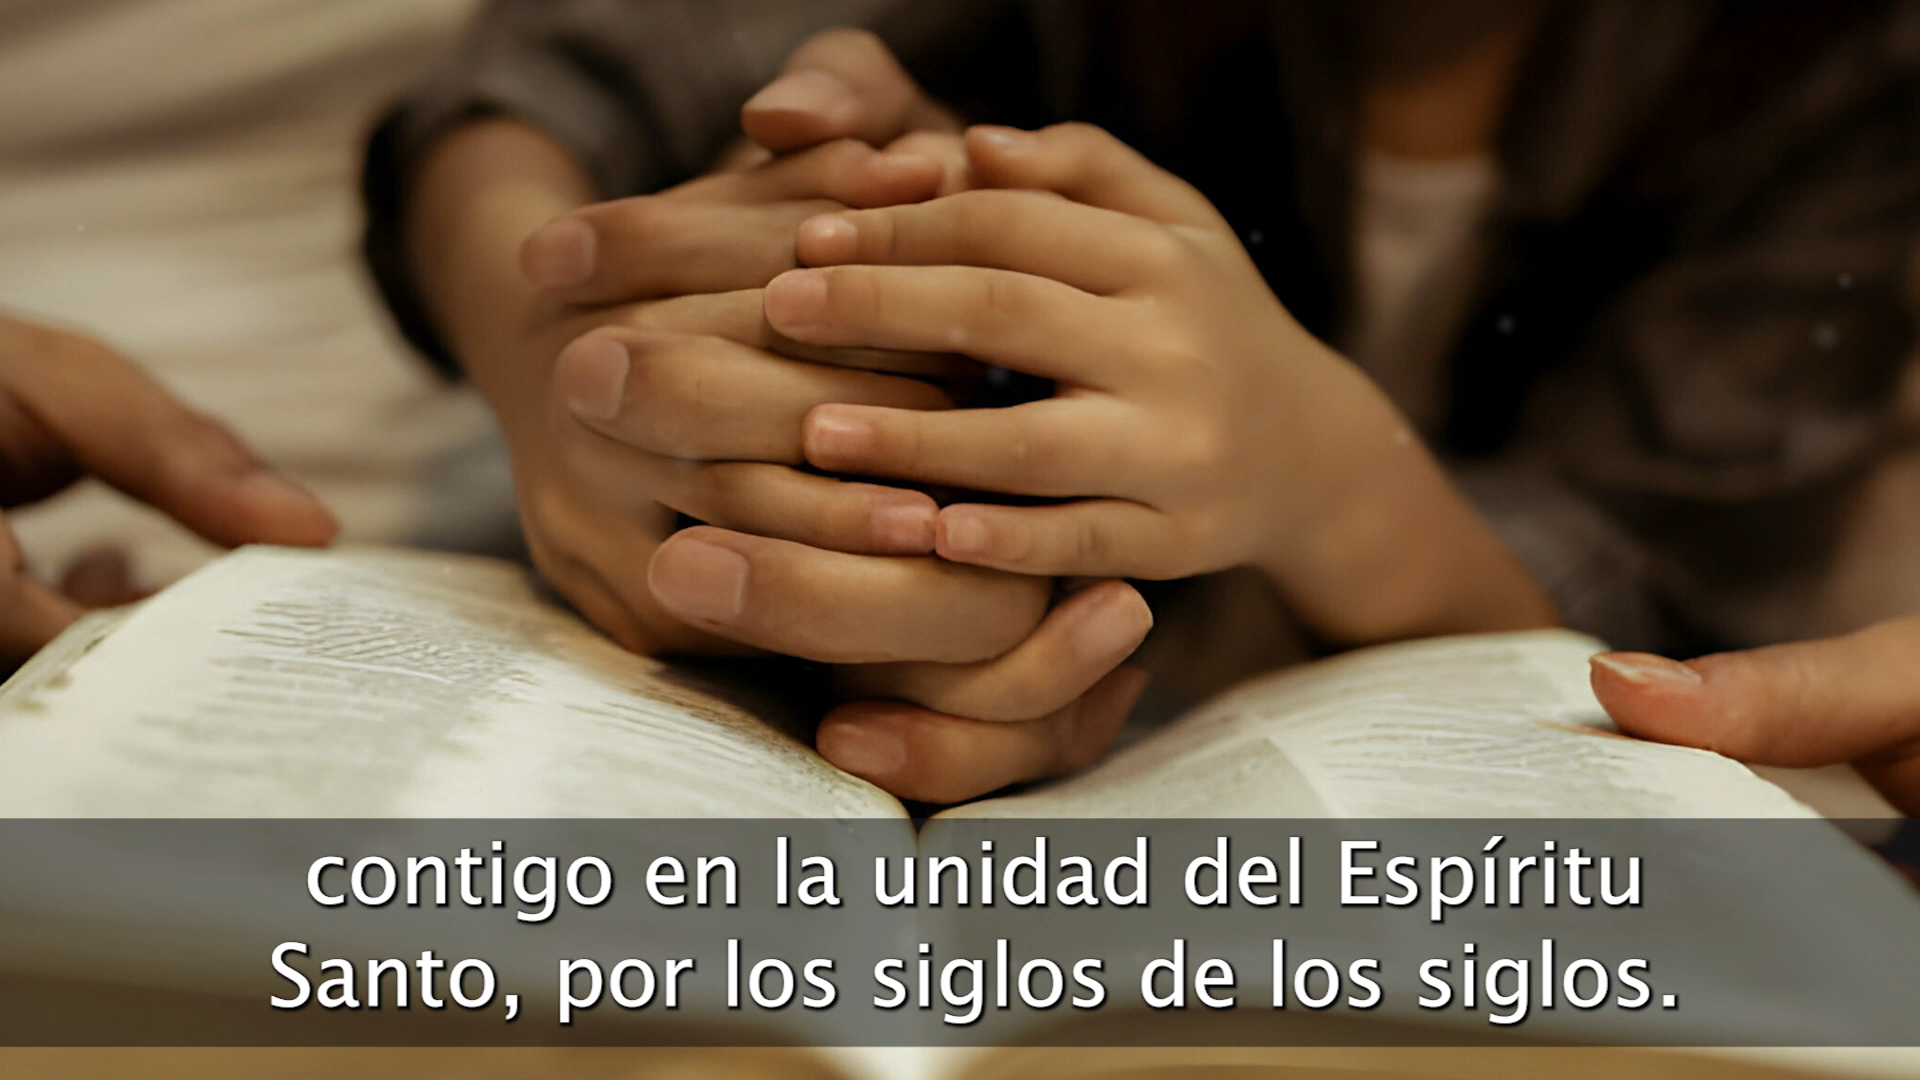 contigo en la unidad del Espíritu
Santo, por los siglos de los siglos.